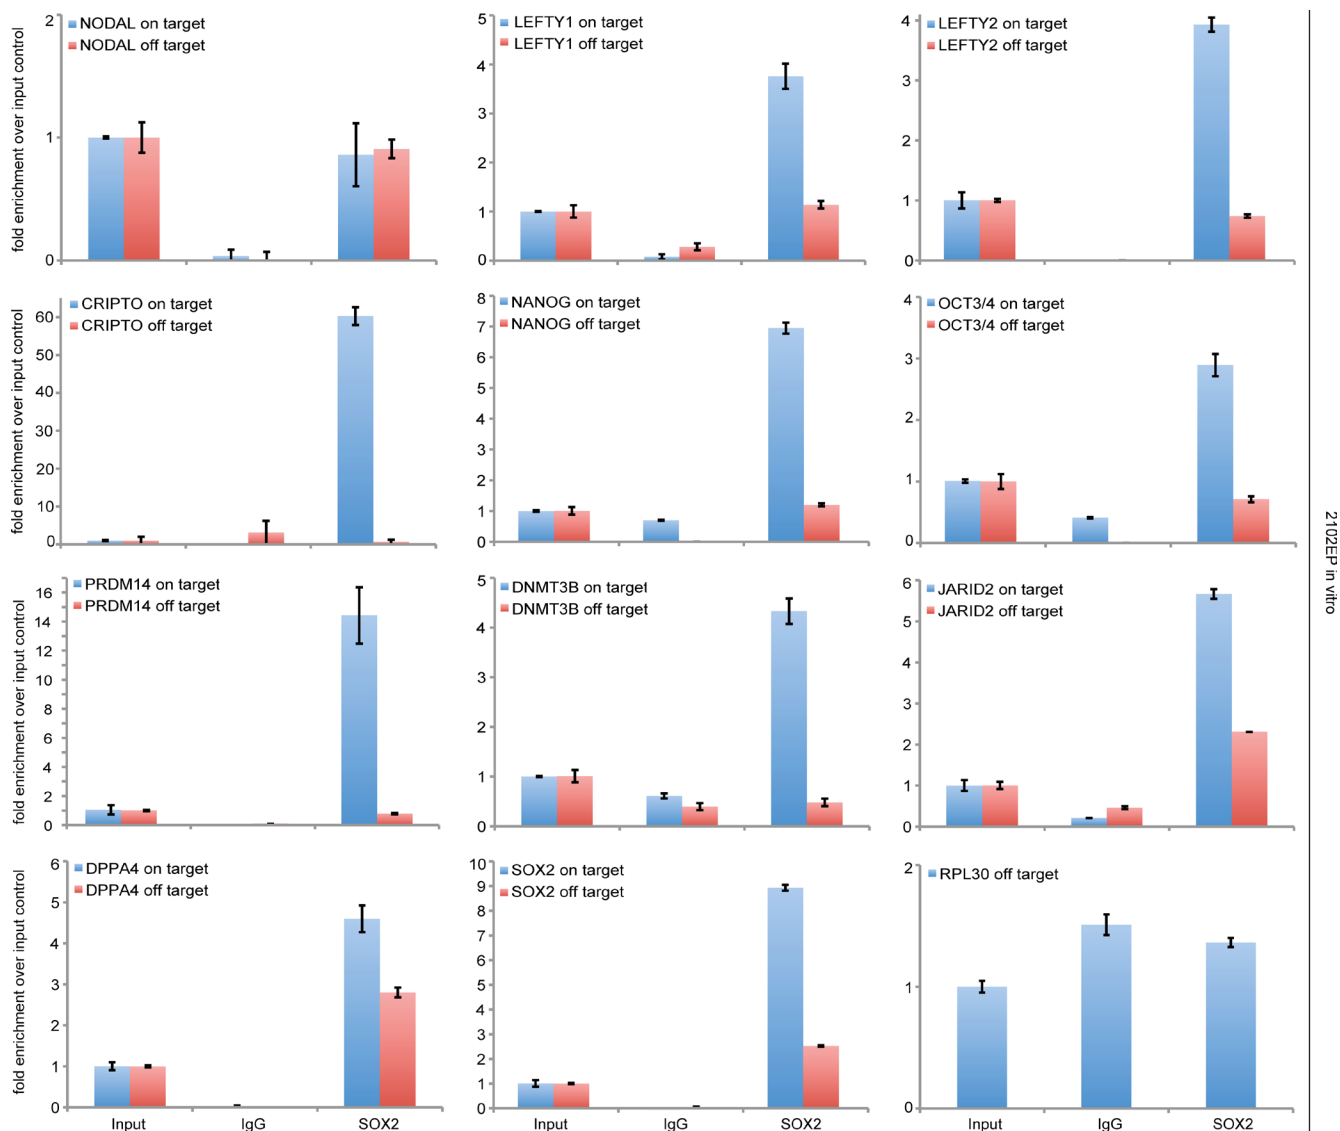 NODAL on target
NODAL off target
fold enrichment over input control
2
1
0
LEFTY1 on target
LEFTY1 off target
5
4
3
2
1
0
LEFTY2 on target
LEFTY2 off target
4
3
2
1
0
CRIPTO on target
CRIPTO off target
fold enrichment over input control
60
50
40
30
20
10
0
NANOG on target
NANOG off target
8
7
6
5
4
3
2
1
0
OCT3/4 on target
OCT3/4 off target
4
3
2
1
0
PRDM14 on target
PRDM14 off target
fold enrichment over input control
16
14
12
10
8
6
4
2
0
DNMT3B on target
DNMT3B off target
5
4
3
2
1
0
JARID2 on target
JARID2 off target
6
5
4
3
2
1
0
DPPA4 on target
DPPA4 off target
fold enrichment over input control
6
5
4
3
2
1
0
Input IgG SOX2
SOX2 on target
SOX2 off target
10
9
8
7
6
5
4
3
2
1
0
Input IgG SOX2
RPL30 off target
2
1
0
Input IgG SOX2
2102EP in vitro